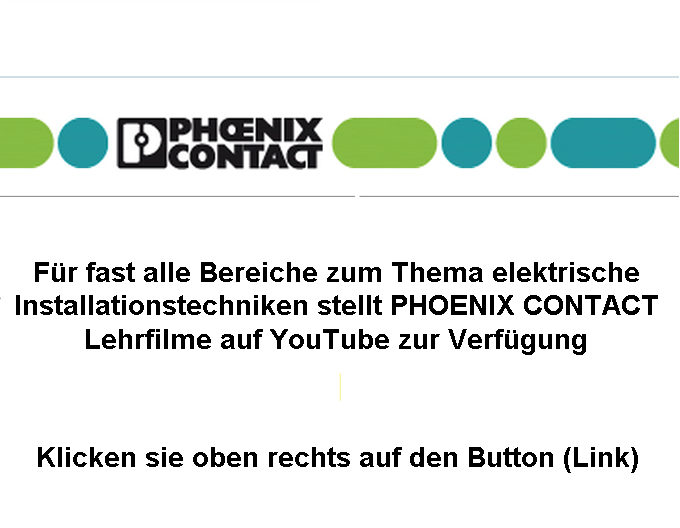 PHŒNIX
CONTACT
Für fast alle Bereiche zum Thema elektrische
Installationstechniken stellt PHOENIX CONTACT
Lehrfilme auf YouTube zur Verfügung
Klicken sie oben rechts auf den Button (Link)